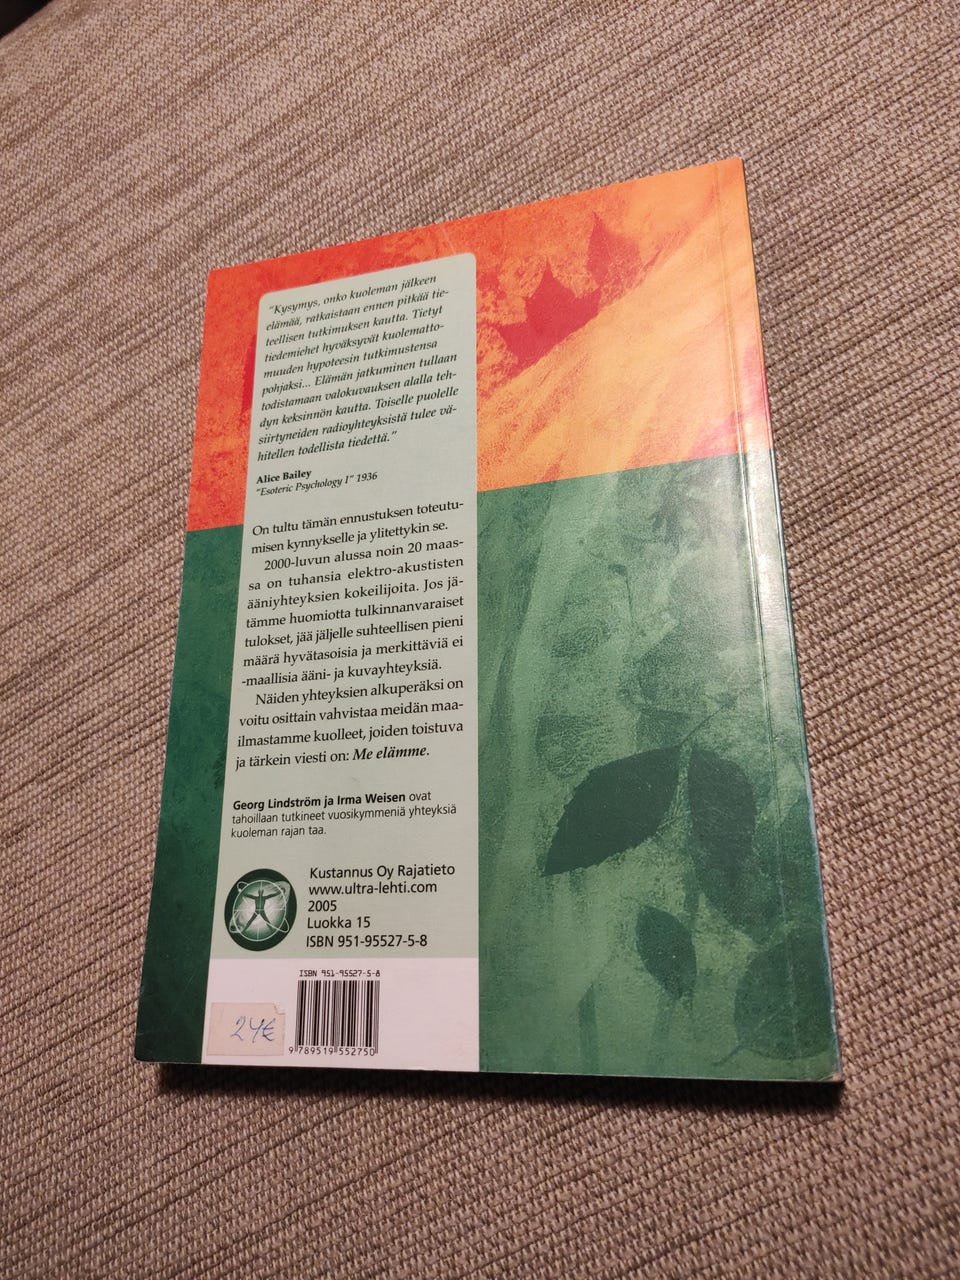 "Kysymys, onko kuoleman jälkeen
elämää, ratkaistaan ennen pitkää tie-
teellisen tutkimuksen kautta. Tietyt
tiedemiehet hyväksyvät kuolematto-
muuden hypoteesin tutkimustensa
pohjaksi... Elämän jatkuminen tullaan
todistamaan valokuvauksen alalla teh-
dyn keksinnön kautta. Toiselle puolelle
siirtyneiden radioyhteyksistä tulee vä-
hitellen todellista tiedettä."
Alice Bailey
"Esoteric Psychology I" 1936
On tultu tämän ennustuksen toteutu-
misen kynnykselle ja ylitettykin se.
2000-luvun alussa noin 20 maas-
sa on tuhansia elektro-akustisten
ääniyhteyksien kokeilijoita. Jos jä-
tämme huomiotta tulkinnanvaraiset
tulokset, jää jäljelle suhteellisen pieni
määrä hyvätasoisia ja merkittäviä ei
-maallisia ääni- ja kuvayhteyksiä.
Näiden yhteyksien alkuperäksi on
voitu osittain vahvistaa meidän maa-
ilmastamme kuolleet, joiden toistuva
ja tärkein viesti on: Me elämme.
Georg Lindström ja Irma Weisen ovat
tahoillaan tutkineet vuosikymmeniä yhteyksiä
kuoleman rajan taa.
Kustannus Oy Rajatieto
www.ultra-lehti.com
2005
Luokka 15
ISBN 951-95527-5-8
ISBN 951-95527-5-8
24€
9 789519 552750